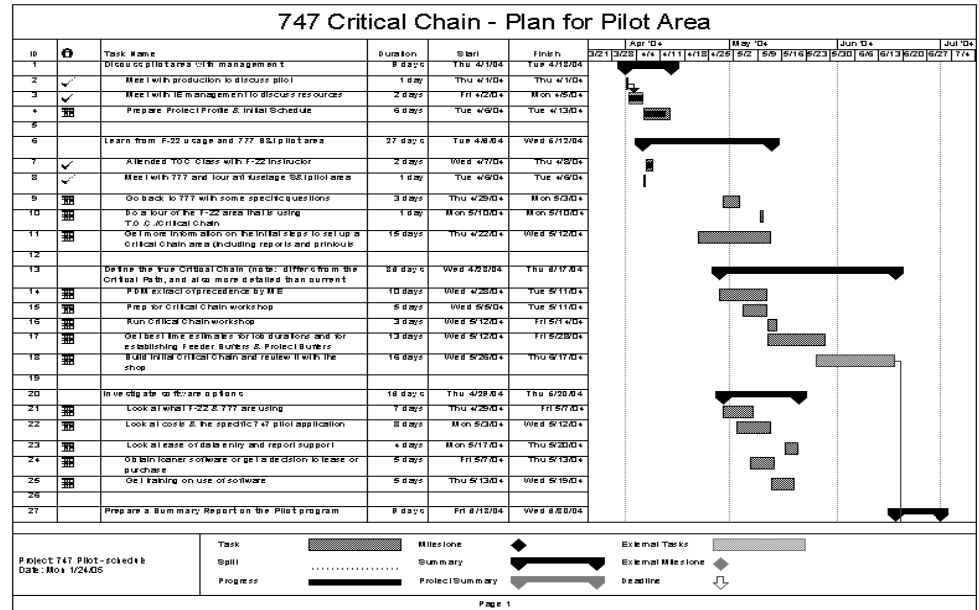 747 Critical Chain - Plan for Pilot Area
Apr '04 May '04 Jun '04 Jul '04
ID Task Name Duration Start Finish 3/21 3/28 4/4 4/11 4/18 4/25 5/2 5/9 5/16 5/23 5/30 6/6 6/13 6/20 6/27 7/4
1 Discuss pilot area with management 9 days Thu 4/1/04 Tue 4/13/04
2 Meet with production to discuss pilot 1 day Thu 4/1/04 Thu 4/1/04
3 Meet with IE management to discuss resources 2 days Fri 4/2/04 Mon 4/5/04
4 Prepare Project Profile & Initial Schedule 6 days Tue 4/6/04 Tue 4/13/04
5
6 Learn from F-22 usage and 777 S&I pilot area 27 days Tue 4/6/04 Wed 5/12/04
7 Attended TOC Class with F-22 Instructor 2 days Wed 4/7/04 Thu 4/8/04
8 Meet with 777 and tour aft fuselage S&I pilot area 1 day Tue 4/6/04 Tue 4/6/04
9 Go back to 777 with some specific questions 3 days Thu 4/29/04 Mon 5/3/04
10 Do a tour of the F-22 area that is using 1 day Mon 5/10/04 Mon 5/10/04
T.O.C./Critical Chain
11 Get more information on the initial steps to set up a 15 days Thu 4/22/04 Wed 5/12/04
Critical Chain area (including reports and printouts
12
13 Define the true Critical Chain (note: differs from the 36 days Wed 4/28/04 Thu 6/17/04
Critical Path, and also more detailed than current
14 PDM extract of precedence by ME 10 days Wed 4/28/04 Tue 5/11/04
15 Prep for Critical Chain workshop 5 days Wed 5/5/04 Tue 5/11/04
16 Run Critical Chain workshop 3 days Wed 5/12/04 Fri 5/14/04
17 Get best time estimates for job durations and for 13 days Wed 5/12/04 Fri 5/28/04
establishing Feeder Buffers & Project Buffers
18 Build Initial Critical Chain and review it with the 16 days Wed 5/26/04 Thu 6/17/04
shop
19
20 Investigate software options 16 days Thu 4/29/04 Thu 5/20/04
21 Look at what F-22 & 777 are using 7 days Thu 4/29/04 Fri 5/7/04
22 Look at costs & the specific 747 pilot application 8 days Mon 5/3/04 Wed 5/12/04
23 Look at ease of data entry and report support 4 days Mon 5/17/04 Thu 5/20/04
24 Obtain loaner software or get a decision to lease or 5 days Fri 5/7/04 Thu 5/13/04
purchase
25 Get training on use of software 5 days Thu 5/13/04 Wed 5/19/04
26
27 Prepare a Summary Report on the Pilot program 9 days Fri 6/18/04 Wed 6/30/04
Project: 747 Pilot-schedule
Date: Mon 1/24/05
Task Milestone External Tasks
Split Summary External Milestone
Progress Project Summary Deadline
Page 1